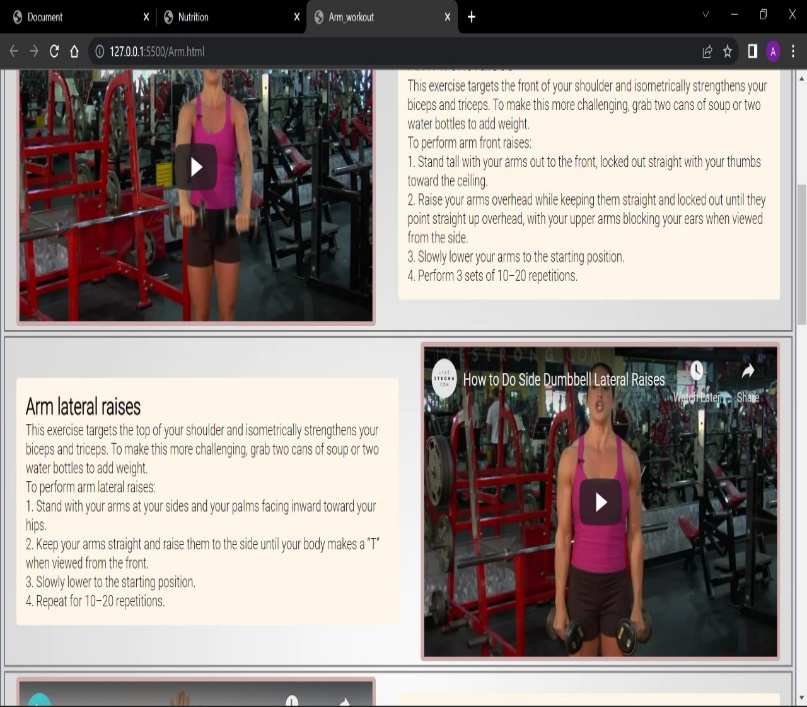 Document
Nutrition
Arm_workout
127.0.0.1:5500/Arm.html
A
This exercise targets the front of your shoulder and isometrically strengthens your
biceps and triceps. To make this more challenging, grab two cans of soup or two
water bottles to add weight.
To perform arm front raises:
1. Stand tall with your arms out to the front, locked out straight with your thumbs
toward the ceiling.
2. Raise your arms overhead while keeping them straight and locked out until they
point straight up overhead, with your upper arms blocking your ears when viewed
from the side.
3. Slowly lower your arms to the starting position.
4. Perform 3 sets of 10–20 repetitions.
Arm lateral raises
This exercise targets the top of your shoulder and isometrically strengthens your
biceps and triceps. To make this more challenging, grab two cans of soup or two
water bottles to add weight.
To perform arm lateral raises:
1. Stand with your arms at your sides and your palms facing inward toward your
hips.
2. Keep your arms straight and raise them to the side until your body makes a “T”
when viewed from the front.
3. Slowly lower to the starting position.
4. Repeat for 10–20 repetitions.
LIVE
STRONG
.COM
How to Do Side Dumbbell Lateral Raises
Watch Later
Share